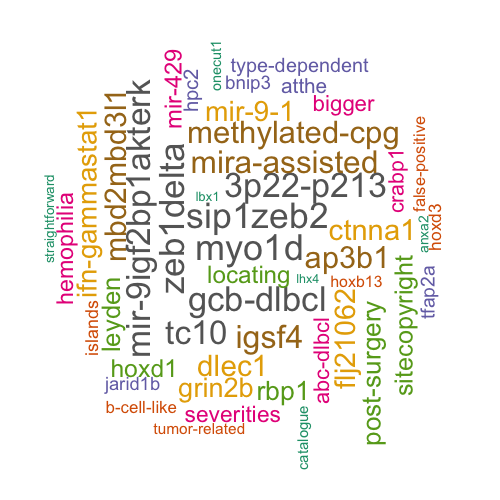 onecut1
type-dependent
mir-429
hpc2
bnip3
atthe
mir-9-1
bigger
methylated-cpg
mbd2mbd3l1
ifn-gammastat1
mir-9igf2bp1akterk
zeb1delta
mira-assisted
3p22-p213
crabp1
false-positive
straightforward
hemophilia
lbx1
sip1zeb2
ctnna1
anxa2
hoxd3
myo1d
ap3b1
locating
lhx4
hoxb13
tfap2a
islands
leyden
gcb-dlbcl
sitecopyright
tc10
igsf4
abc-dlbcl
flj21062
post-surgery
hoxd1
dlec1
jarid1b
grin2b
rbp1
b-cell-like
severities
tumor-related
catalogue